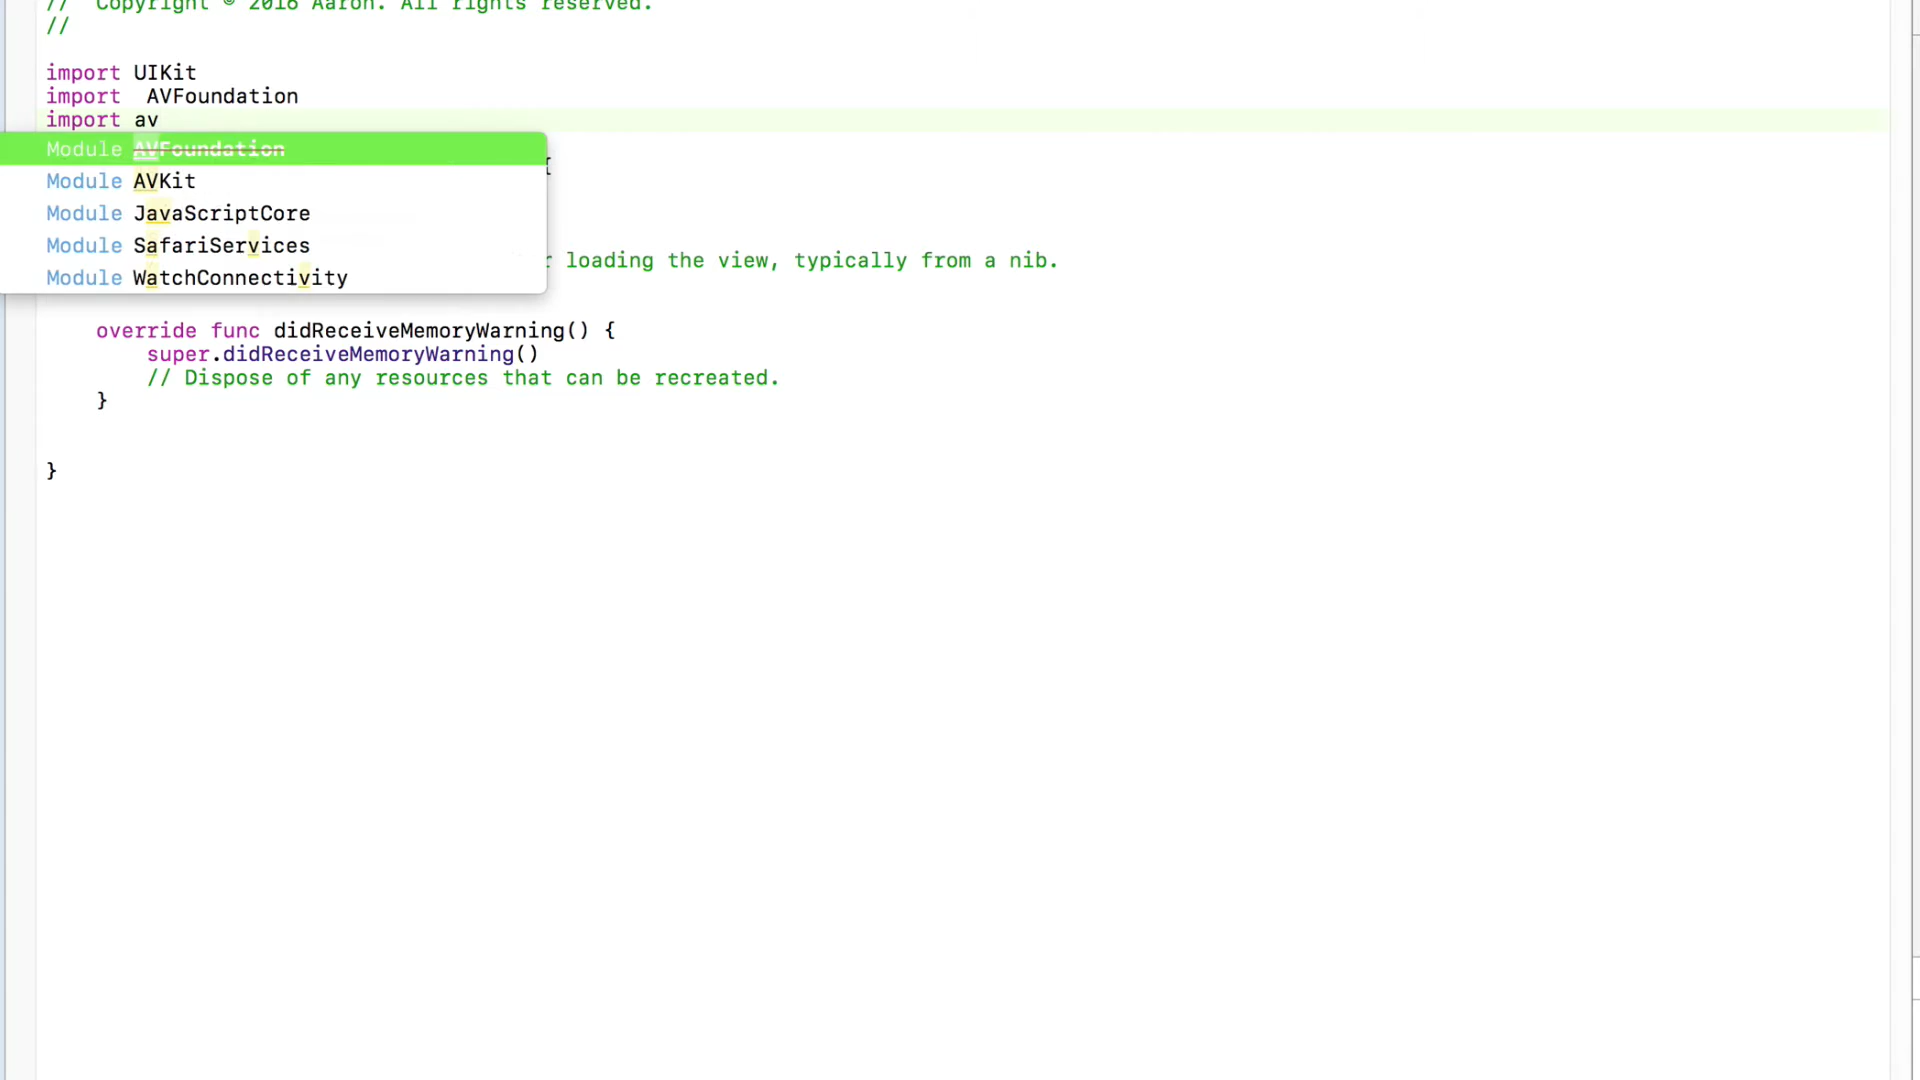 // Copyright © 2016 Aaron. All rights reserved.
//
import UIKit
import  AVFoundation
import av
Module AVFoundation
{
Module AVKit
Module JavaScriptCore
Module SafariServices
r loading the view, typically from a nib.
Module WatchConnectivity
override func didReceiveMemoryWarning() {
super.didReceiveMemoryWarning()
// Dispose of any resources that can be recreated.
}
}